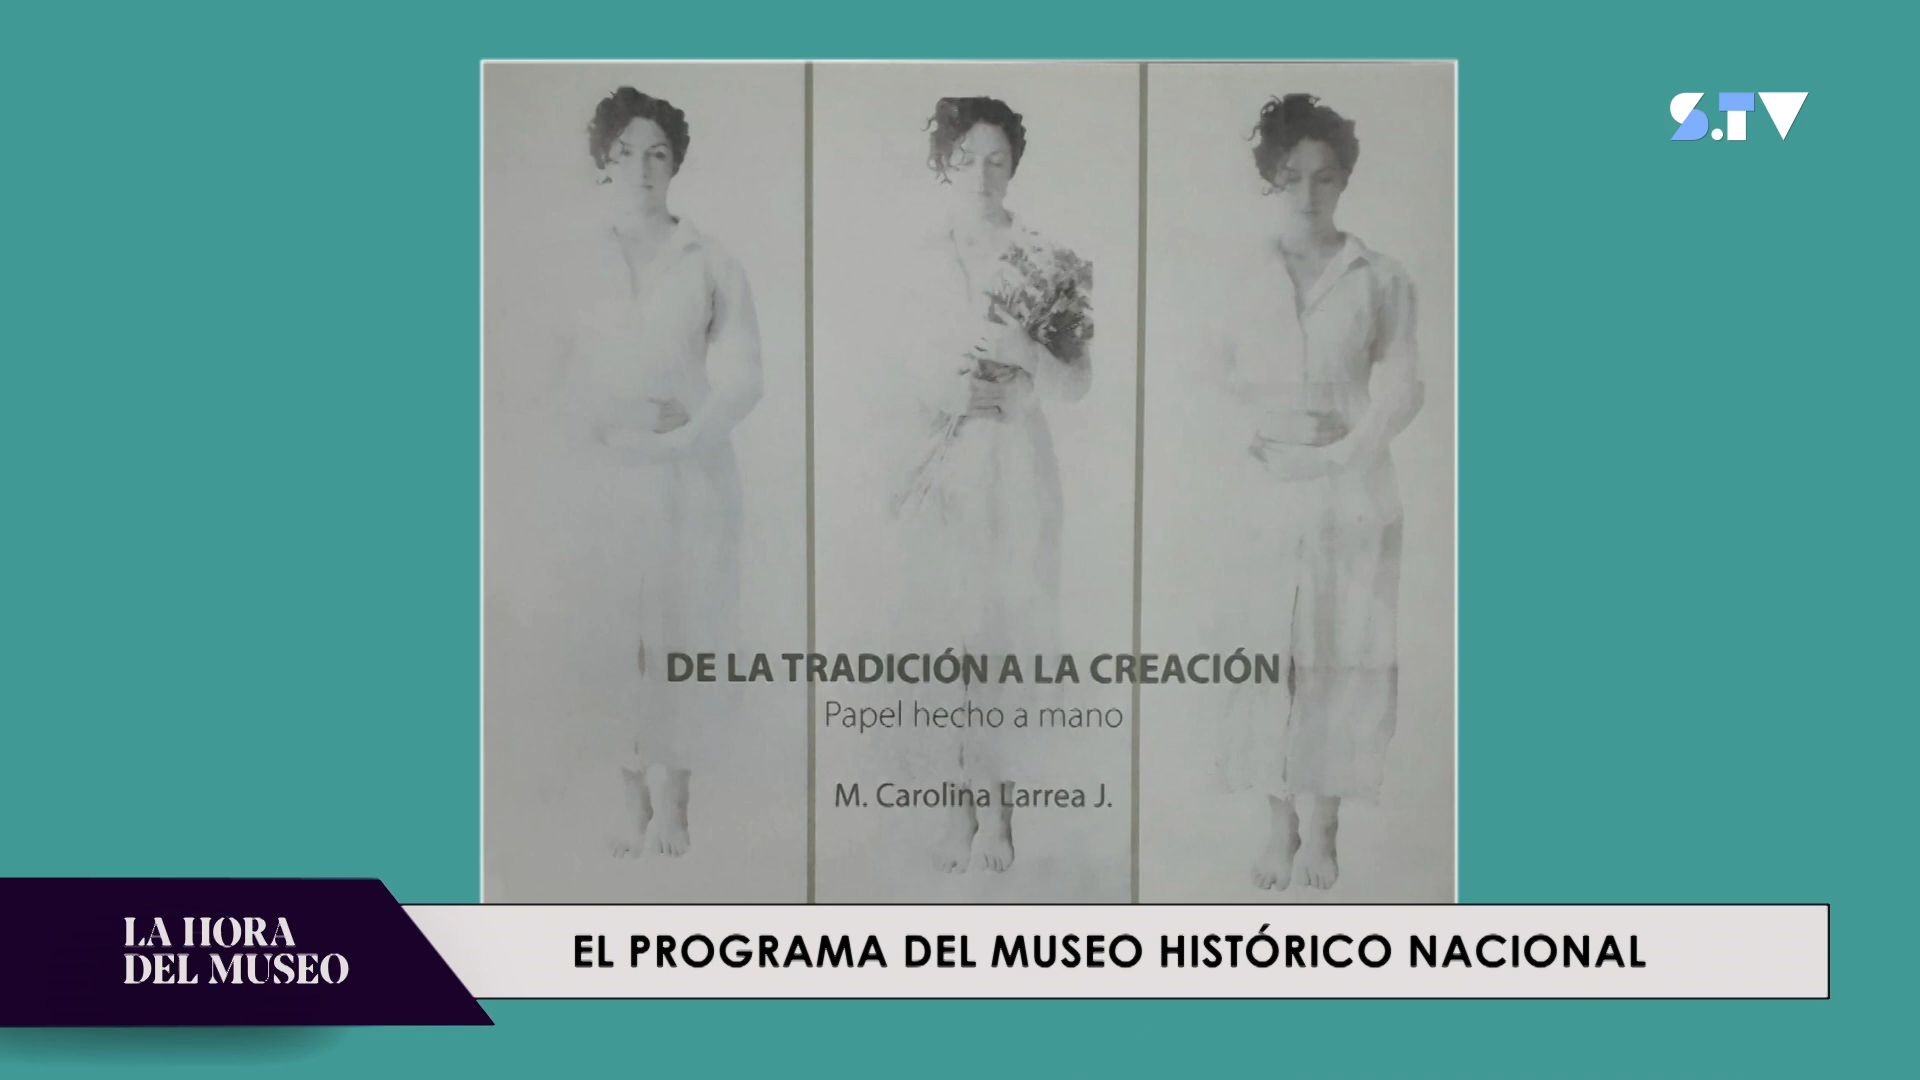 S.TV
DE LA TRADICIÓN A LA CREACIÓN
Papel hecho a mano
M. Carolina Larrea J.
LA HORA
DEL MUSEO
EL PROGRAMA DEL MUSEO HISTÓRICO NACIONAL